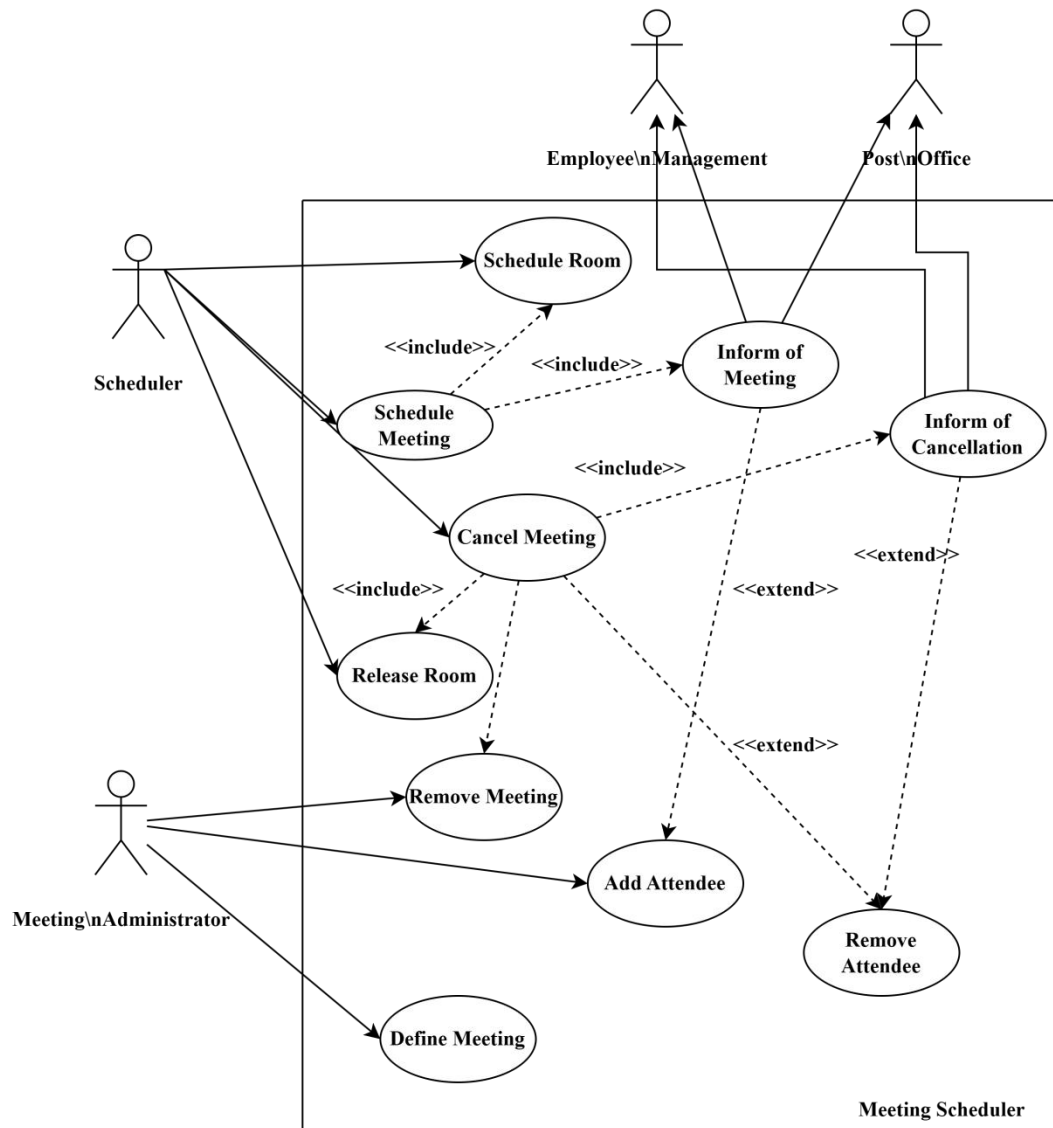 Employee\nManagement
Post\nOffice
Schedule Room
<<include>>
<<include>>
Inform of
Meeting
Scheduler
Schedule
Meeting
Inform of
Cancellation
<<include>>
Cancel Meeting
<<extend>>
<<include>>
<<extend>>
Release Room
<<extend>>
Remove Meeting
Add Attendee
Meeting\nAdministrator
Remove
Attendee
Define Meeting
Meeting Scheduler